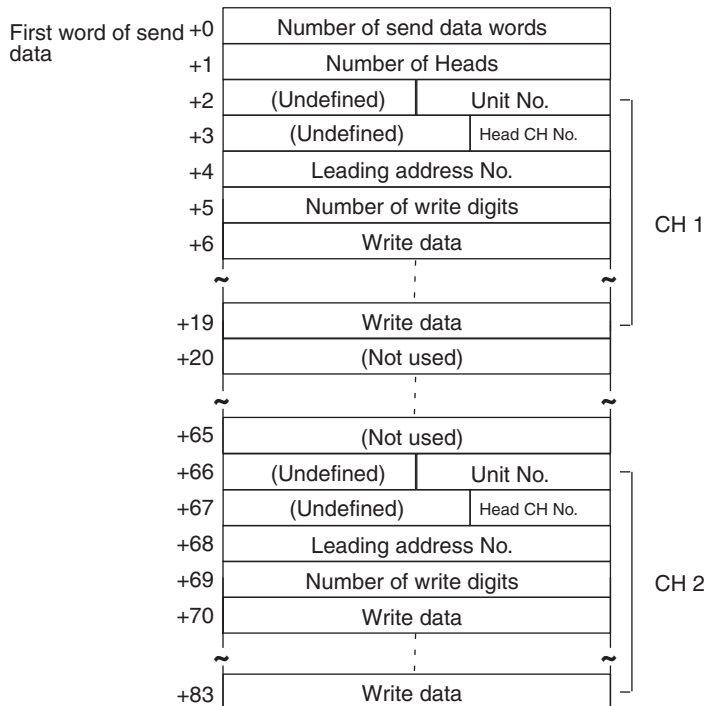 First word of send data
+0 Number of send data words
+1 Number of Heads
+2 (Undefined) Unit No.
+3 (Undefined) Head CH No.
+4 Leading address No.
+5 Number of write digits
+6 Write data
CH 1
~ ~
+19 Write data
+20 (Not used)
~ ~
+65 (Not used)
+66 (Undefined) Unit No.
+67 (Undefined) Head CH No.
+68 Leading address No.
+69 Number of write digits
CH 2
+70 Write data
~ ~
+83 Write data